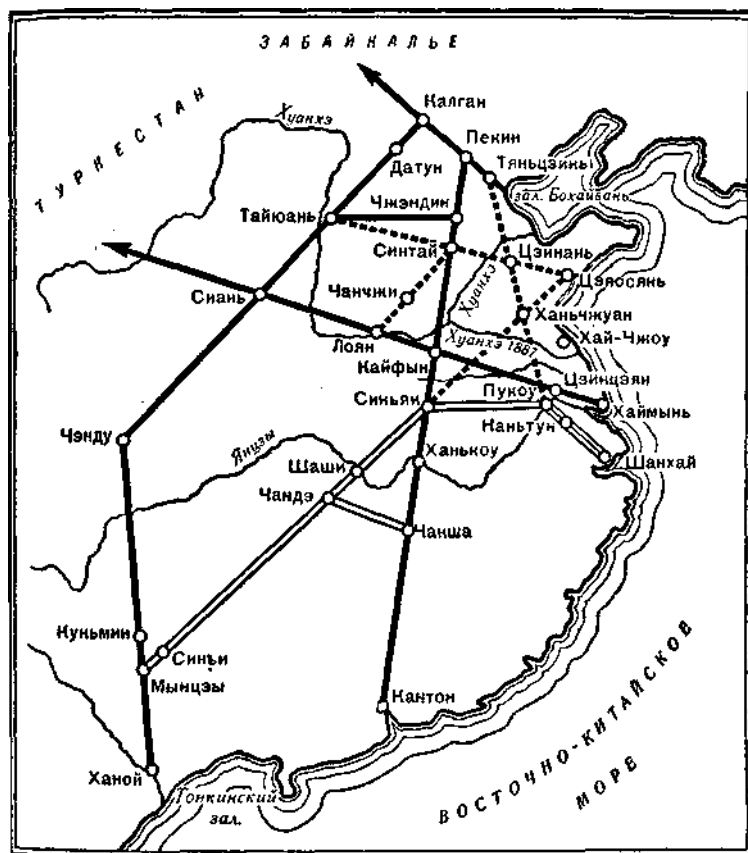 ЗАБАЙКАЛЬЕ
ТУРКЕСТАН
Хуанхэ
Калган
Пекин
Датун
Тяньцзинь
Чжэндин
зал. Бохайвань
Тайюань
Синтай
Цзинань
Чанчжи
Хуанхэ
Цзяосянь
Сиань
Ханьчжуан
Лоян
Хуанхэ 1887
Хай-Чжоу
Кайфын
Цзинцзян
Синьян
Пукоу
Хаймынь
Чэнду
Наньтун
Янцзы
Ханькоу
Шанхай
Шаши
Чандэ
Чанша
Куньмин
Синъи
Мынцзы
Кантон
Ханой
Тонкинский
зал.
ВОСТОЧНО-КИТАЙСКОЕ
МОРЕ